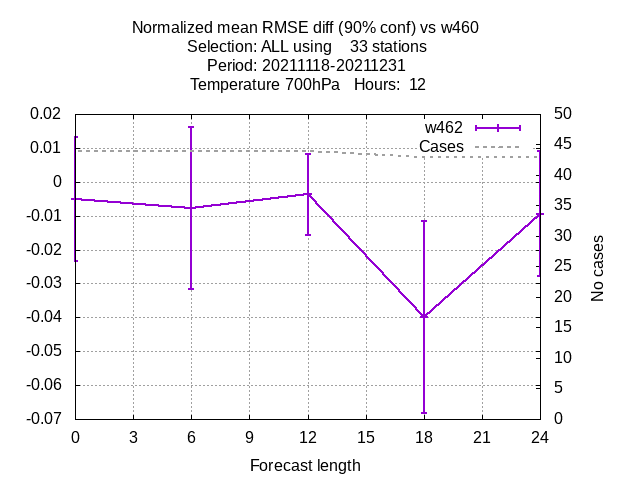 Normalized mean RMSE diff (90% conf) vs w460
Selection: ALL using 33 stations
Period: 20211118-20211231
Temperature 700hPa Hours: 12
w462
Cases
0.02
0.01
0
-0.01
-0.02
-0.03
-0.04
-0.05
-0.06
-0.07
50
45
40
35
30
25
20
15
10
5
0
No cases
0 3 6 9 12 15 18 21 24
Forecast length